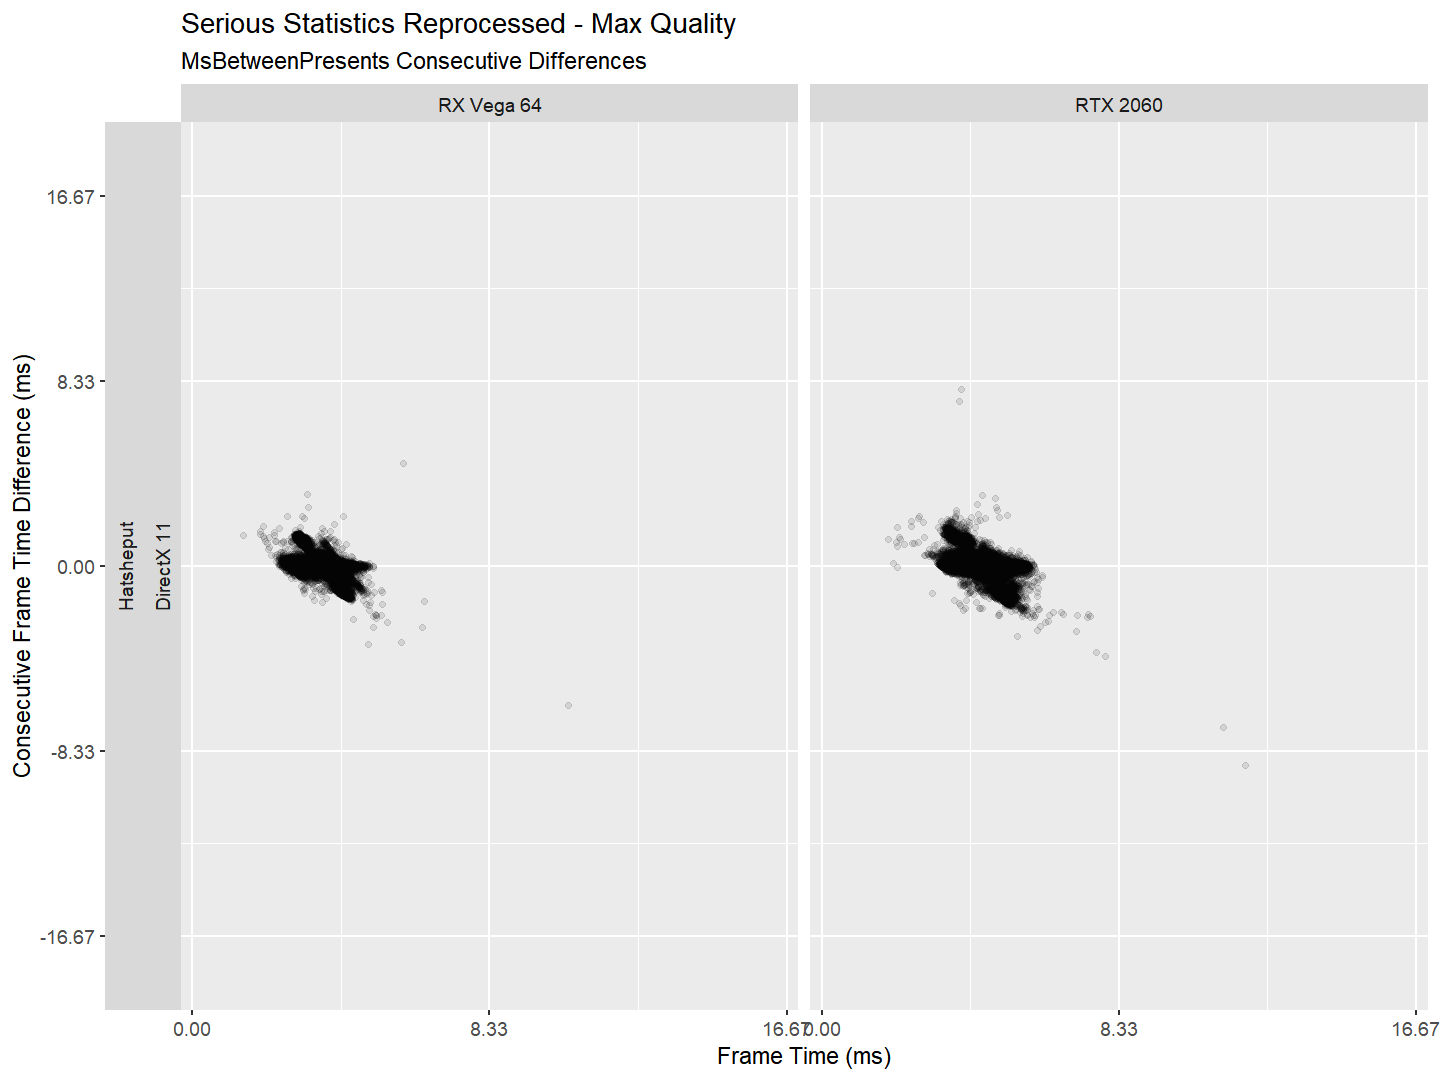 Serious Statistics Reprocessed - Max Quality
MsBetweenPresents Consecutive Differences
RX Vega 64
RTX 2060
Consecutive Frame Time Difference (ms)
Hatsheput
DirectX 11
16.67
8.33
0.00
-8.33
-16.67
0.00 8.33 16.67 0.00 8.33 16.67
Frame Time (ms)